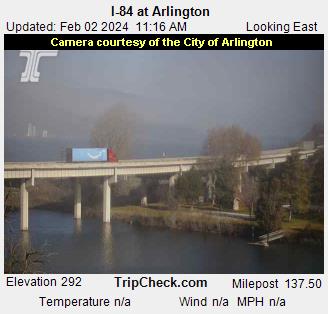 I-84 at Arlington
Updated: Feb 02 2024 11:16 AM Looking East
Camera courtesy of the City of Arlington
Elevation 292 TripCheck.com Milepost 137.50
Temperature n/a Wind n/a MPH n/a